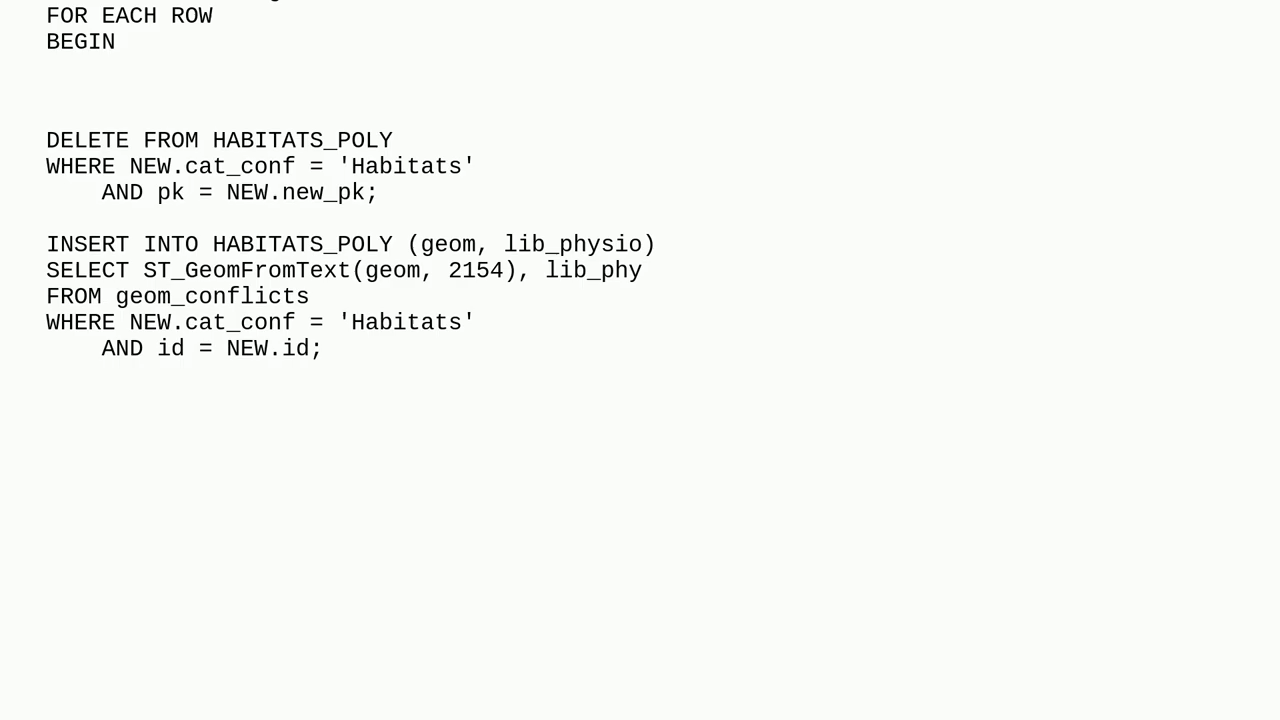 FOR EACH ROW
BEGIN
DELETE FROM HABITATS_POLY
WHERE NEW.cat_conf = 'Habitats'
    AND pk = NEW.new_pk;
INSERT INTO HABITATS_POLY (geom, lib_physio)
SELECT ST_GeomFromText(geom, 2154), lib_phy
FROM geom_conflicts
WHERE NEW.cat_conf = 'Habitats'
    AND id = NEW.id;